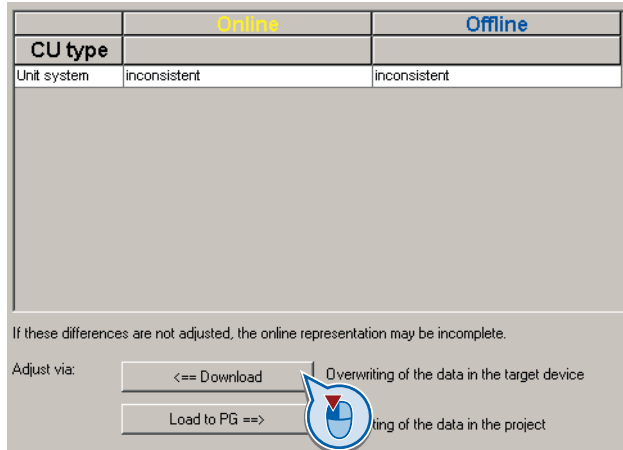 Online Offline
CU type
Unit system inconsistent inconsistent
If these differences are not adjusted, the online representation may be incomplete.
Adjust via: <== Download Overwriting of the data in the target device
Load to PG ==> ting of the data in the project